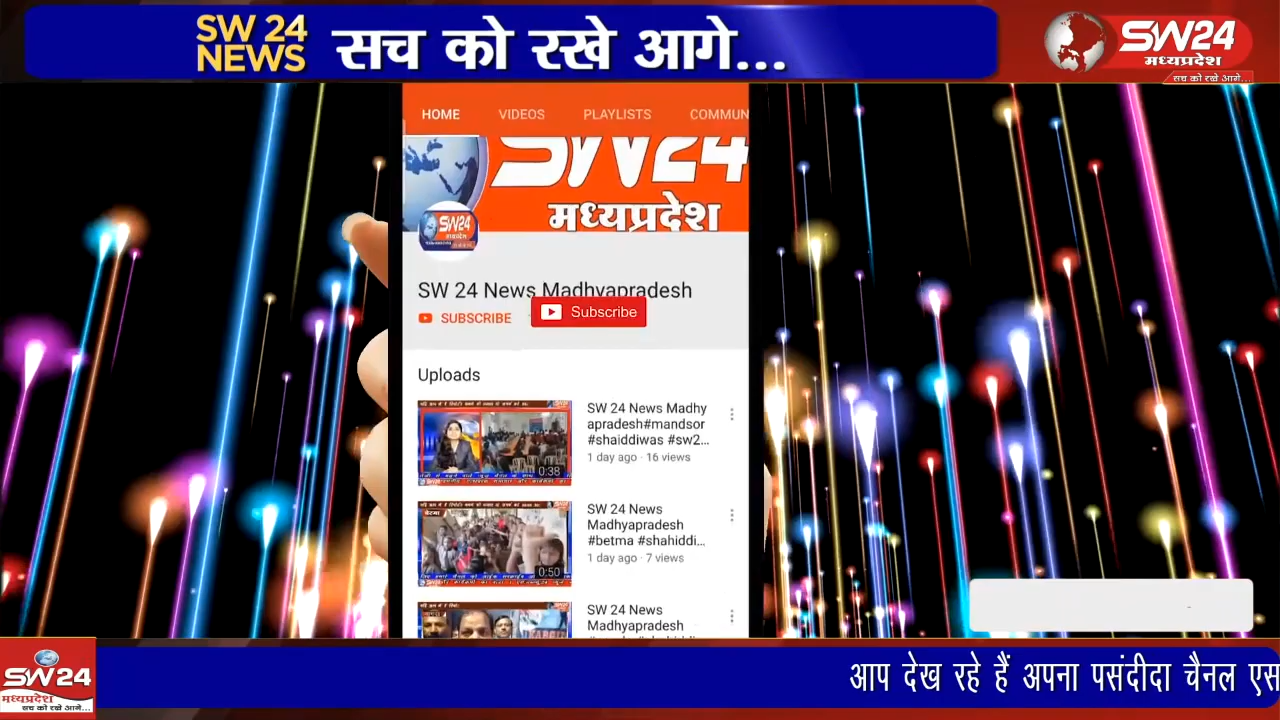 SW 24
NEWS
सच को रखे आगे...
SW24
मध्यप्रदेश
सच को रखे आगे...
HOME VIDEOS PLAYLISTS COMMUN
SW24
मध्यप्रदेश
SW24
SW 24 News Madhyapradesh
SUBSCRIBE
Subscribe
Uploads
SW 24 News Madhy
apradesh#mandsor
#shaiddiwas #sw2...
1 day ago · 16 views
0:38
SW 24 News
Madhyapradesh
#betma #shahiddi...
1 day ago · 7 views
0:50
SW 24 News
Madhyapradesh
SW24
मध्यप्रदेश
सच को रखे आगे...
आप देख रहे हैं अपना पसंदीदा चैनल एस